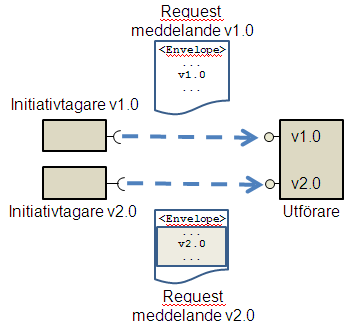 Request
meddelande v1.0
<Envelope>
...
v1.0
...
Initiativtagare v1.0
v1.0
v2.0
Initiativtagare v2.0
Utförare
<Envelope>
...
v2.0
...
Request
meddelande v2.0